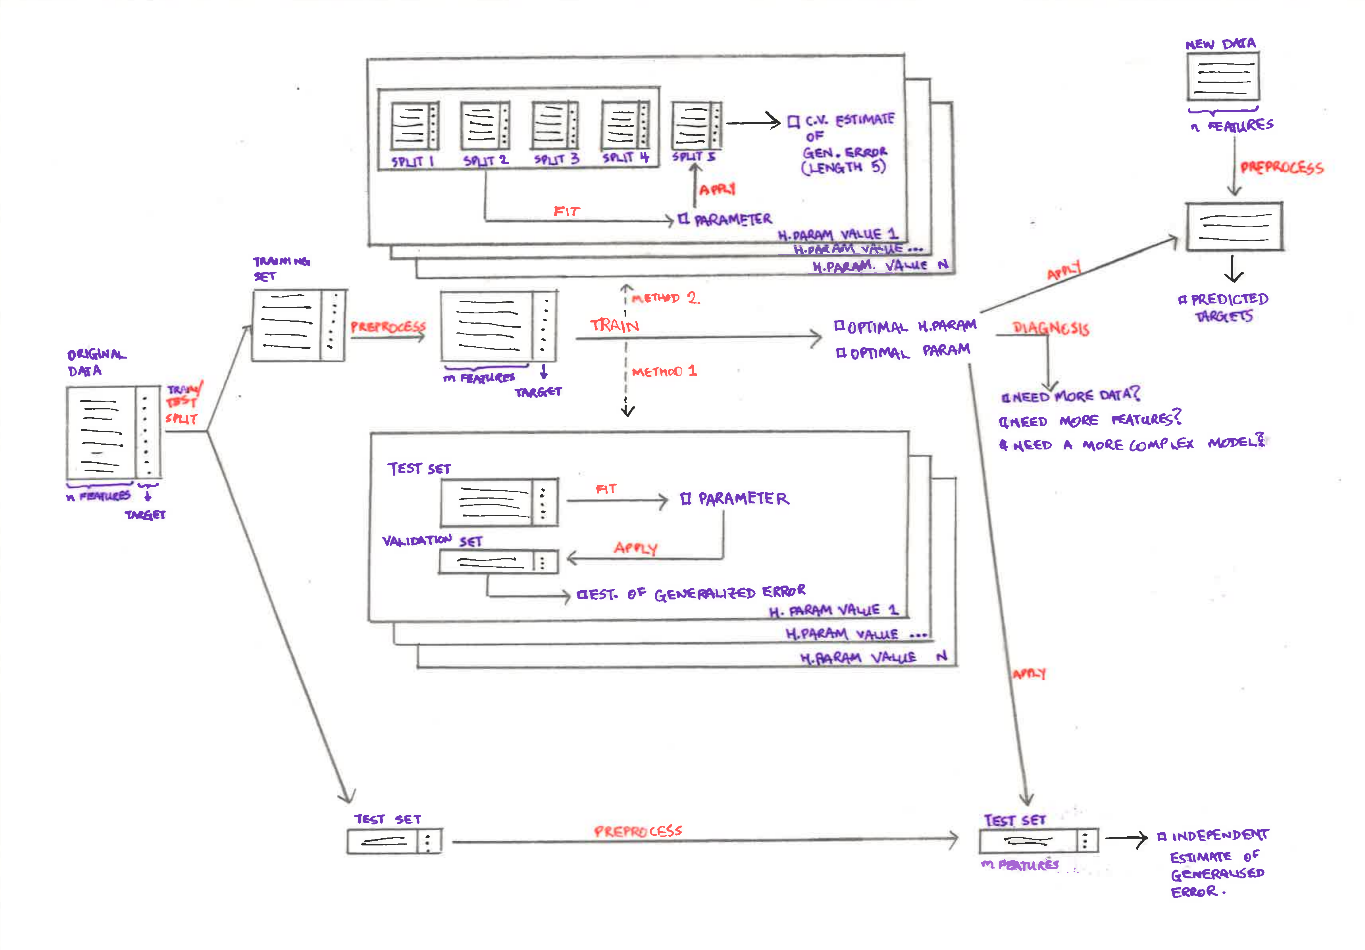 NEW DATA
n FEATURES
PREPROCESS
SPLIT 1
SPLIT 2
SPLIT 3
SPLIT 4
SPLIT 5
C.V. ESTIMATE
OF
GEN. ERROR
(LENGTH 5)
APPLY
FIT
PARAMETER
H.PARAM VALUE 1
H.PARAM VALUE ...
H.PARAM. VALUE N
TRAINING
SET
PREPROCESS
m FEATURES
TARGET
METHOD 2.
TRAIN
METHOD 1
OPTIMAL H.PARAM
OPTIMAL PARAM
APPLY
PREDICTED
TARGETS
DIAGNOSIS
NEED MORE DATA?
NEED MORE FEATURES?
NEED A MORE COMPLEX MODEL?
ORIGINAL
DATA
TRAIN/
TEST
SPLIT
n FEATURES
TARGET
TEST SET
FIT
PARAMETER
VALIDATION SET
APPLY
EST. OF GENERALIZED ERROR
H. PARAM VALUE 1
H.PARAM VALUE ...
H.PARAM VALUE N
APPLY
TEST SET
PREPROCESS
TEST SET
m FEATURES
INDEPENDENT
ESTIMATE OF
GENERALISED
ERROR.